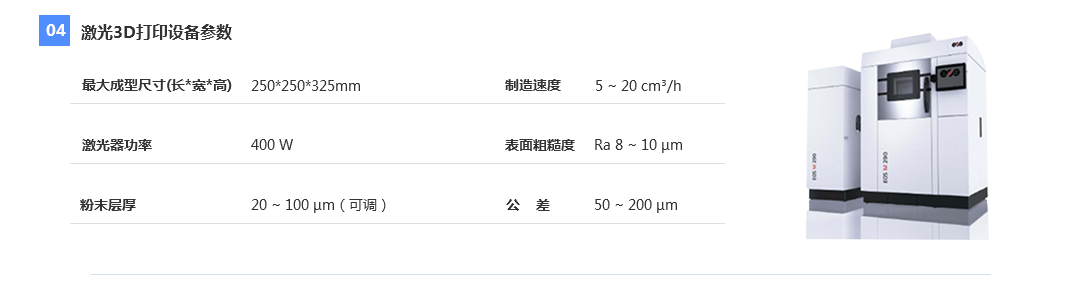 04 激光3D打印设备参数
最大成型尺寸(长*宽*高) 250*250*325mm 制造速度 5 ~ 20 cm³/h
激光器功率 400 W 表面粗糙度 Ra 8 ~ 10 μm
粉末层厚 20 ~ 100 μm ( 可调 ) 公 差 50 ~ 200 μm
eos
eos
EOS M 290
EOS M 290